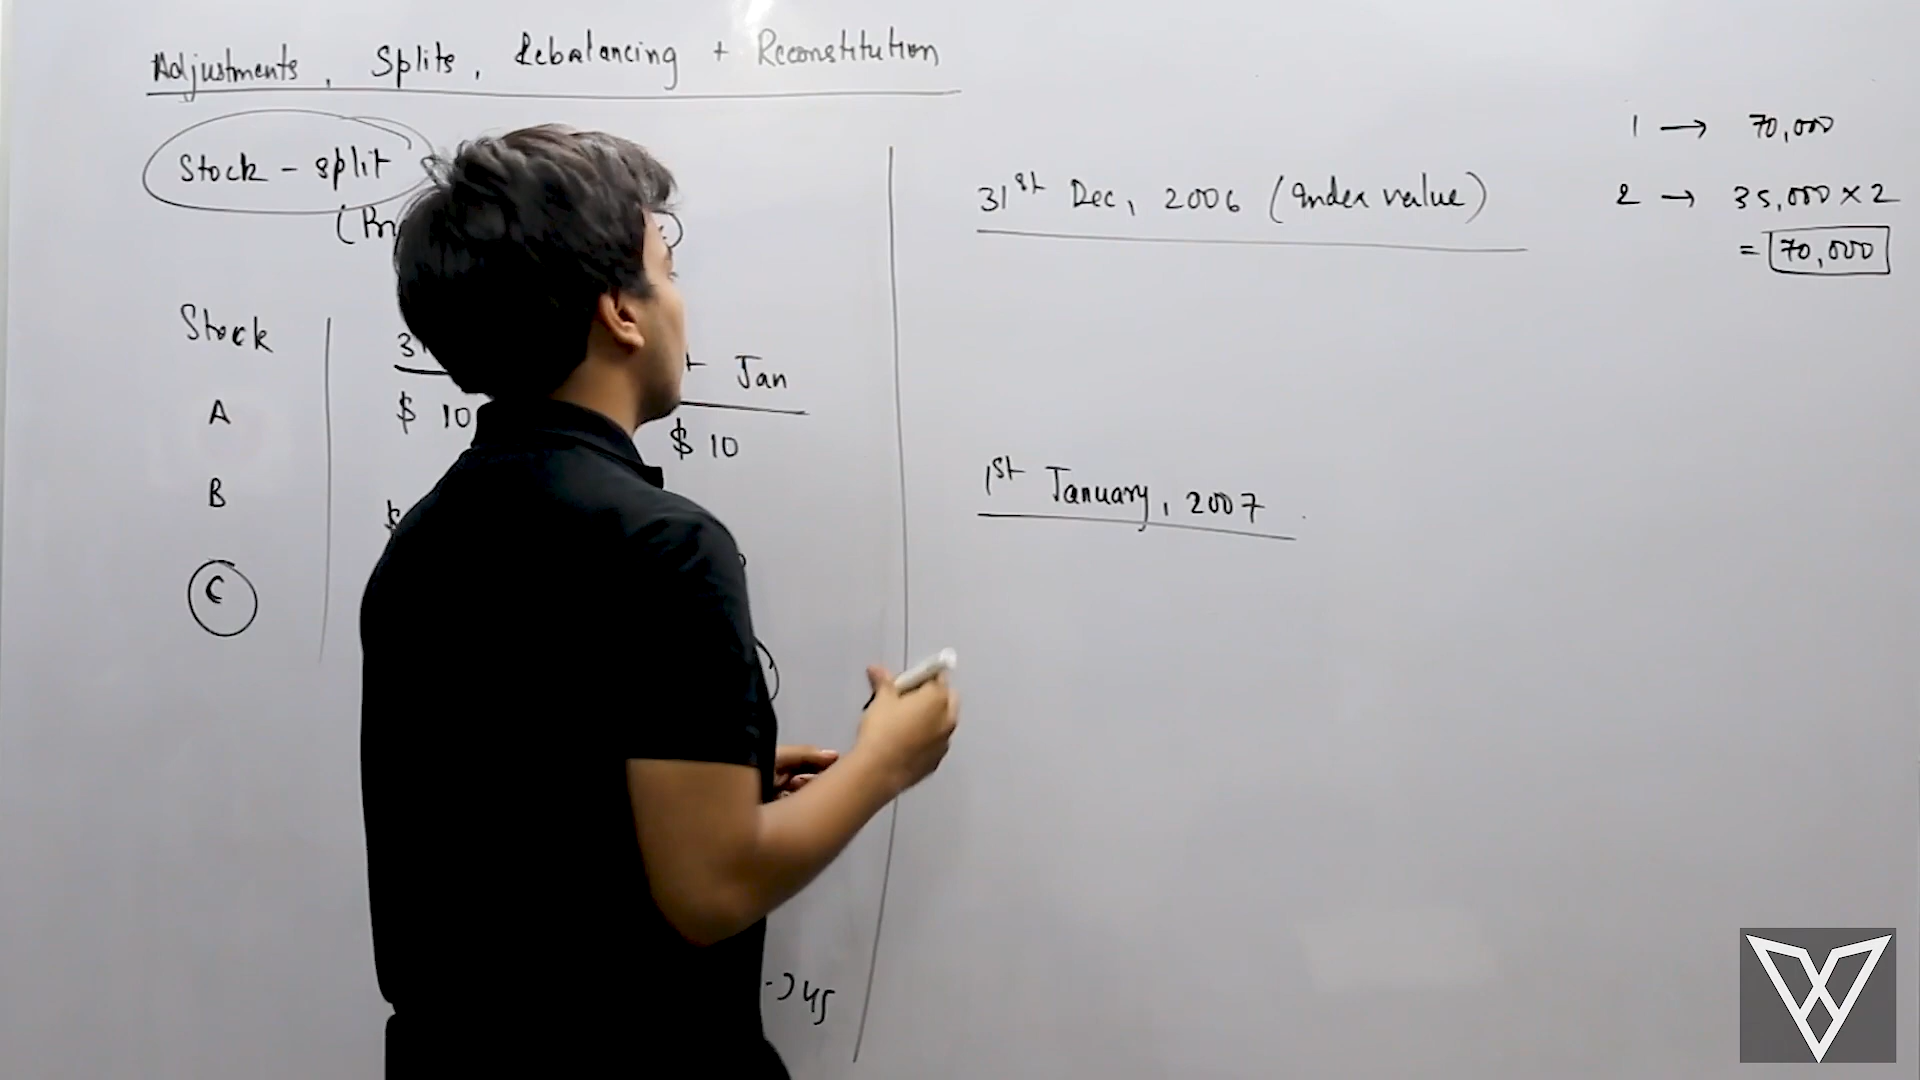 Adjustments, Splits, Rebalancing + Reconstitution
Stock - split
Stock
Jan
A
$ 10
$ 10
B
$
C
45
31st Dec, 2006 (Index value)
1st January, 2007
1 → 70,000
2 → 35,000 × 2
= 70,000